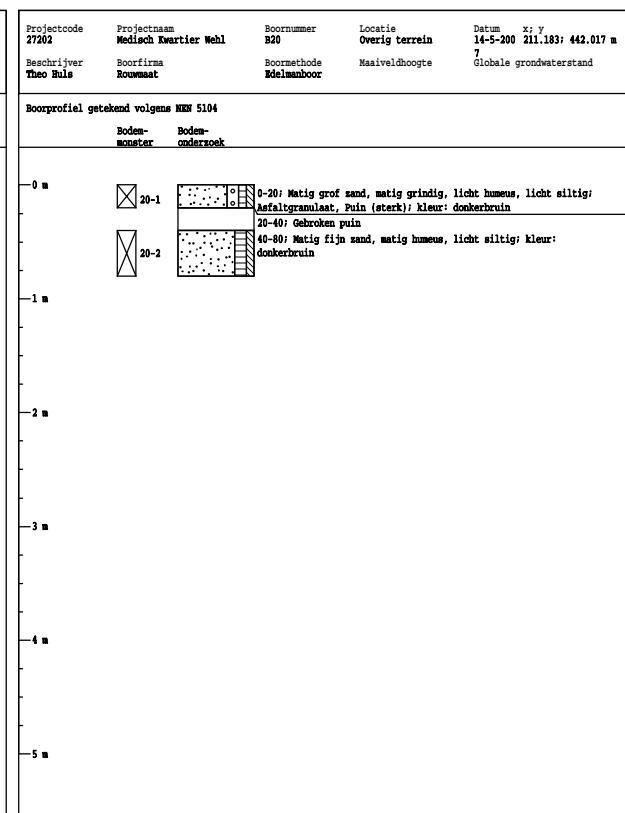 Projectcode Projectnaam Boornummer Locatie Datum x; y
27202 Medisch Kwartier Wehl B20 Overig terrein 14-5-200 211.183; 442.017 m
7
Beschrijver Boorfirma Boormethode Maaiveldhoogte Globale grondwaterstand
Theo Huls Rouwmaat Edelmanboor
Boorprofiel getekend volgens NEN 5104
Bodem- Bodem-
monster onderzoek
0 m
20-1 0-20; Matig grof zand, matig grindig, licht humeus, licht siltig;
Asfaltgranulaat, Puin (sterk); kleur: donkerbruin
20-40; Gebroken puin
40-80; Matig fijn zand, matig humeus, licht siltig; kleur:
20-2 donkerbruin
1 m
2 m
3 m
4 m
5 m